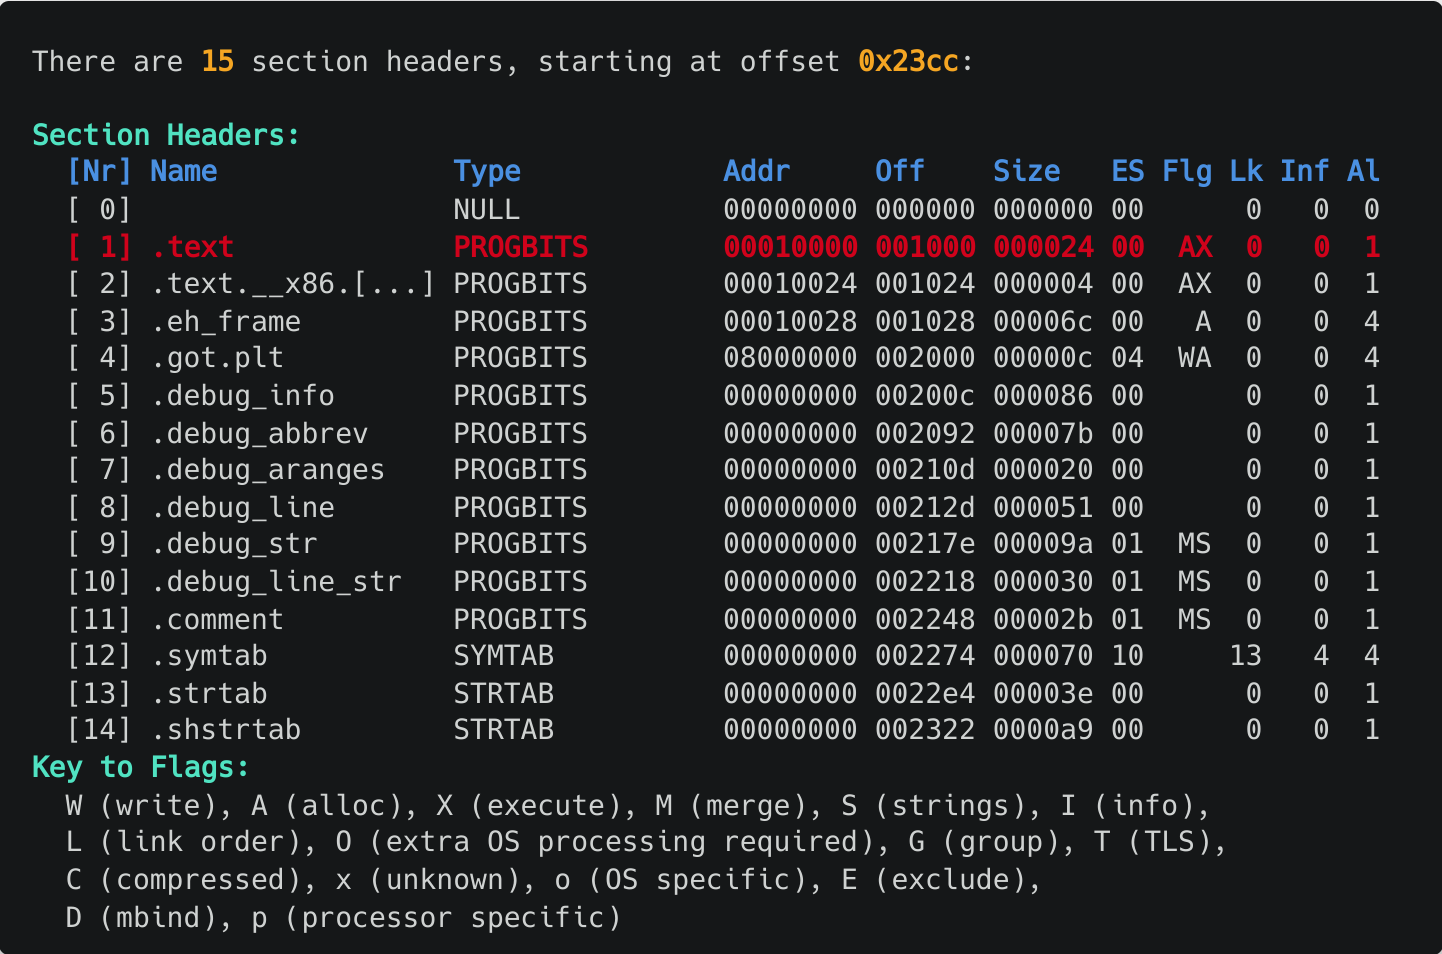 There are 15 section headers, starting at offset 0x23cc:

Section Headers:
  [Nr] Name              Type            Addr     Off    Size   ES Flg Lk Inf Al
  [ 0]                   NULL            00000000 000000 000000 00      0   0  0
  [ 1] .text             PROGBITS        00010000 001000 000024 00  AX  0   0  1
  [ 2] .text.__x86.[...] PROGBITS        00010024 001024 000004 00  AX  0   0  1
  [ 3] .eh_frame         PROGBITS        00010028 001028 00006c 00   A  0   0  4
  [ 4] .got.plt          PROGBITS        08000000 002000 00000c 04  WA  0   0  4
  [ 5] .debug_info       PROGBITS        00000000 00200c 000086 00      0   0  1
  [ 6] .debug_abbrev     PROGBITS        00000000 002092 00007b 00      0   0  1
  [ 7] .debug_aranges    PROGBITS        00000000 00210d 000020 00      0   0  1
  [ 8] .debug_line       PROGBITS        00000000 00212d 000051 00      0   0  1
  [ 9] .debug_str        PROGBITS        00000000 00217e 00009a 01  MS  0   0  1
  [10] .debug_line_str   PROGBITS        00000000 002218 000030 01  MS  0   0  1
  [11] .comment          PROGBITS        00000000 002248 00002b 01  MS  0   0  1
  [12] .symtab           SYMTAB          00000000 002274 000070 10     13   4  4
  [13] .strtab           STRTAB          00000000 0022e4 00003e 00      0   0  1
  [14] .shstrtab         STRTAB          00000000 002322 0000a9 00      0   0  1
Key to Flags:
  W (write), A (alloc), X (execute), M (merge), S (strings), I (info),
  L (link order), O (extra OS processing required), G (group), T (TLS),
  C (compressed), x (unknown), o (OS specific), E (exclude),
  D (mbind), p (processor specific)